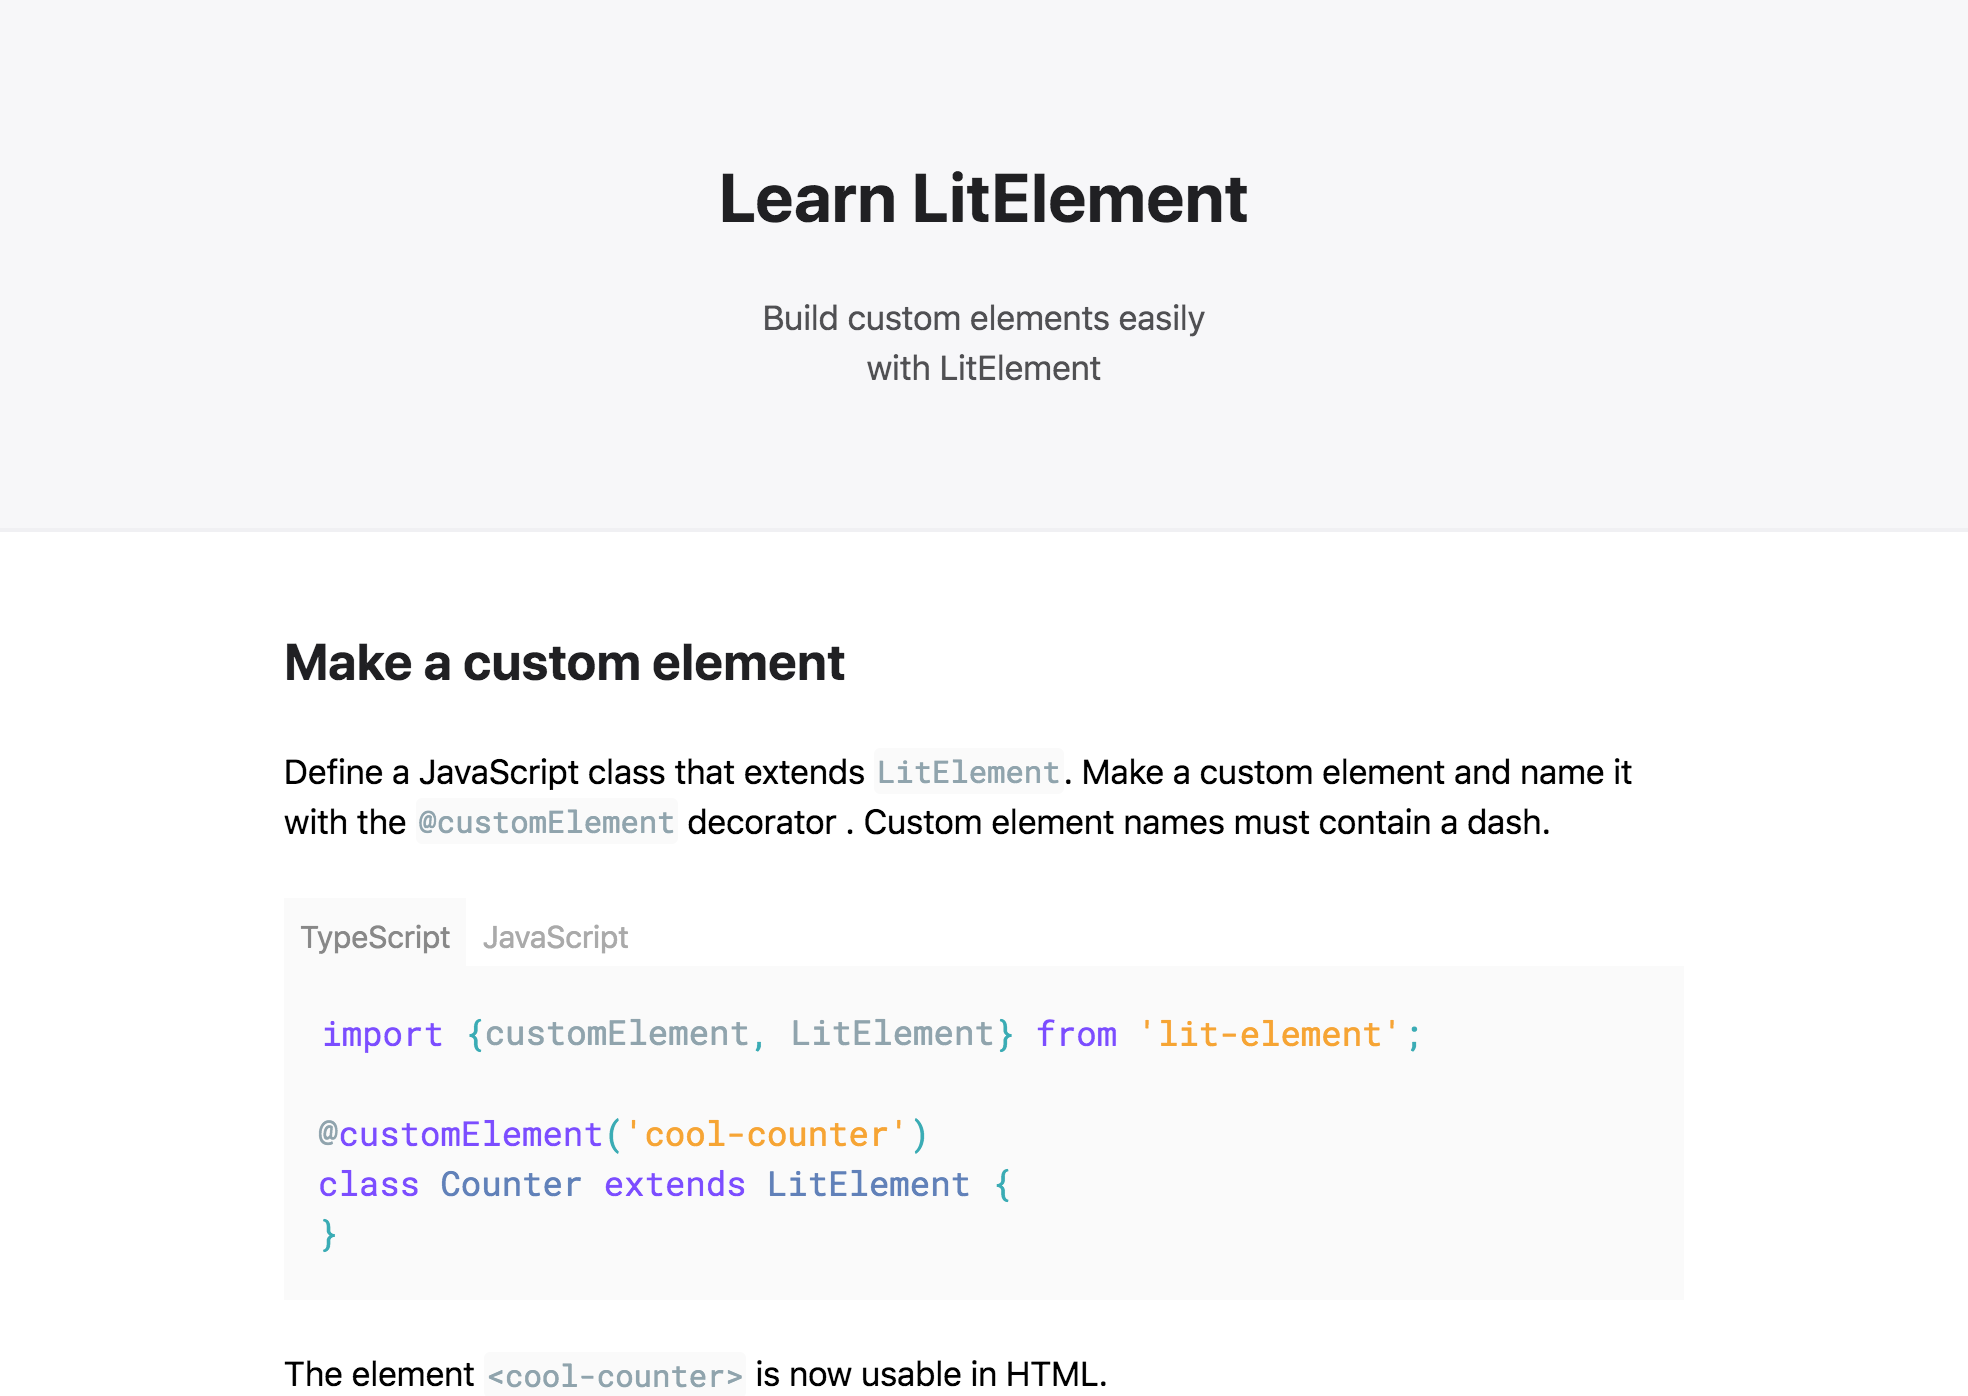 Learn LitElement
Build custom elements easily
with LitElement
Make a custom element
Define a JavaScript class that extends LitElement. Make a custom element and name it
with the @customElement decorator . Custom element names must contain a dash.
TypeScript JavaScript
import {customElement, LitElement} from 'lit-element';
@customElement('cool-counter')
class Counter extends LitElement {
}
The element <cool-counter> is now usable in HTML.